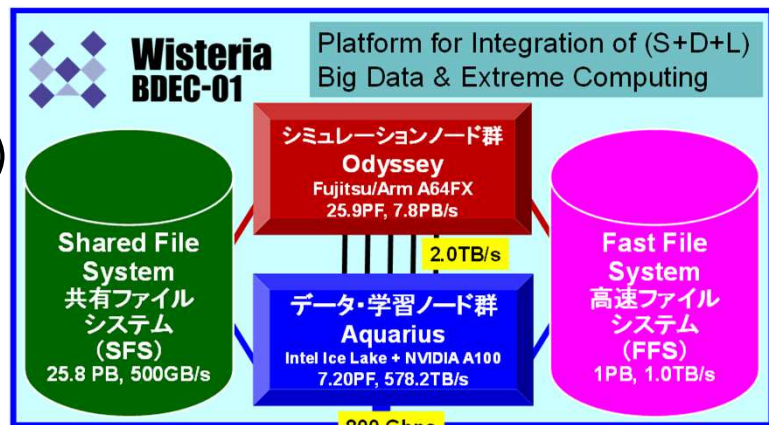 Wisteria
BDEC-01
Platform for Integration of (S+D+L)
Big Data & Extreme Computing
シミュレーションノード群
Odyssey
Fujitsu/Arm A64FX
25.9PF, 7.8PB/s
2.0TB/s
Shared File
System
共有ファイル
システム
(SFS)
25.8 PB, 500GB/s
データ・学習ノード群
Aquarius
Intel Ice Lake + NVIDIA A100
7.20PF, 578.2TB/s
Fast File
System
高速ファイル
システム
(FFS)
1PB, 1.0TB/s
800 Gbps
)